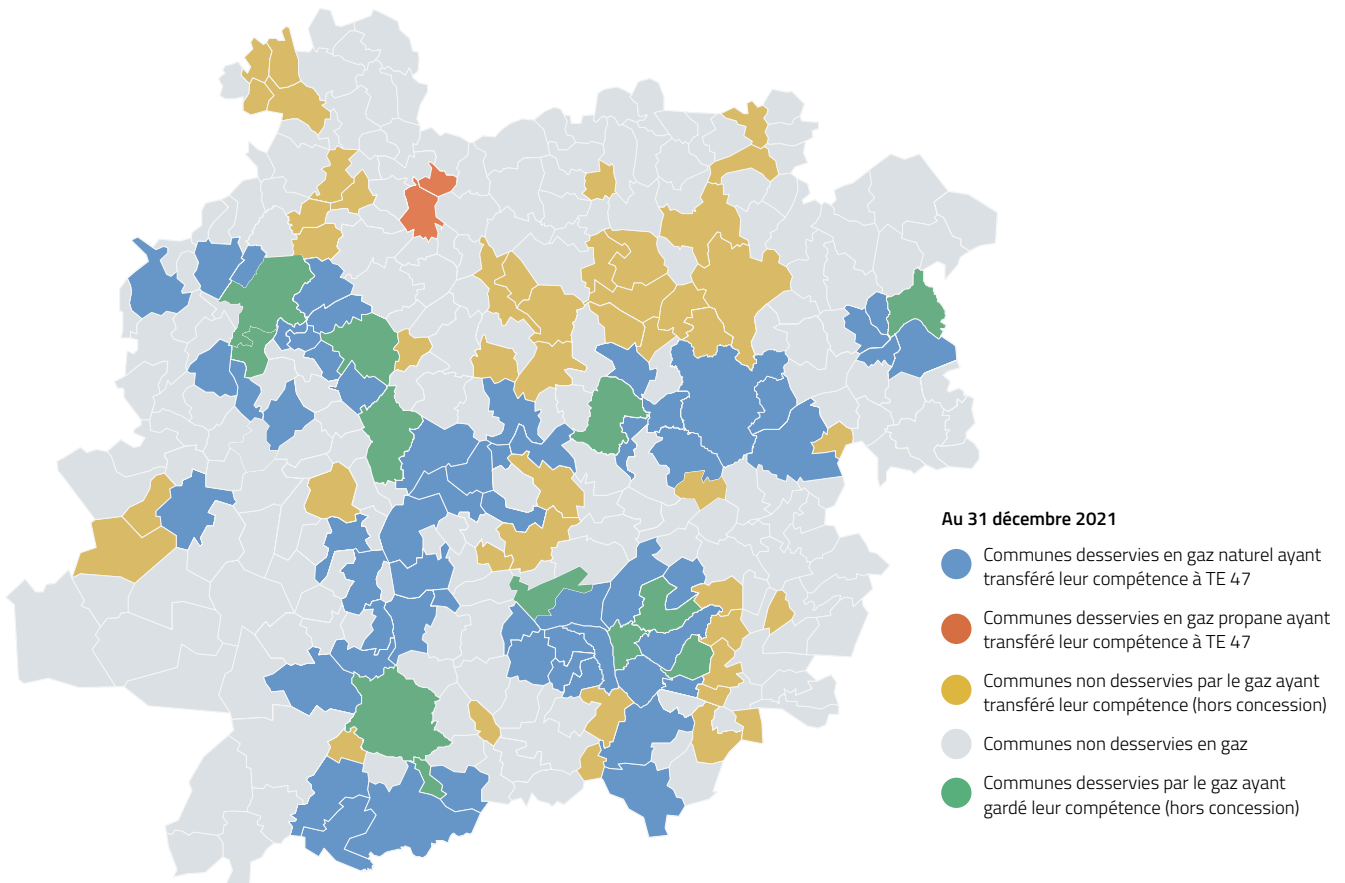 Au 31 décembre 2021
Communes desservies en gaz naturel ayant
transféré leur compétence à TE 47
Communes desservies en gaz propane ayant
transféré leur compétence à TE 47
Communes non desservies par le gaz ayant
transféré leur compétence (hors concession)
Communes non desservies en gaz
Communes desservies par le gaz ayant
gardé leur compétence (hors concession)